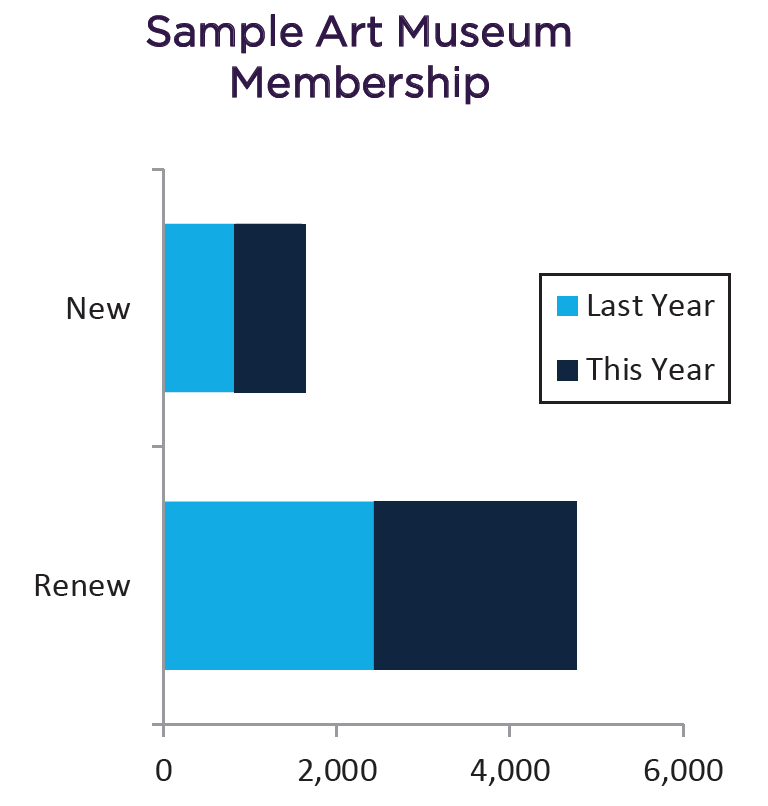 Sample Art Museum
Membership
New
Last Year
This Year
Renew
0 2,000 4,000 6,000